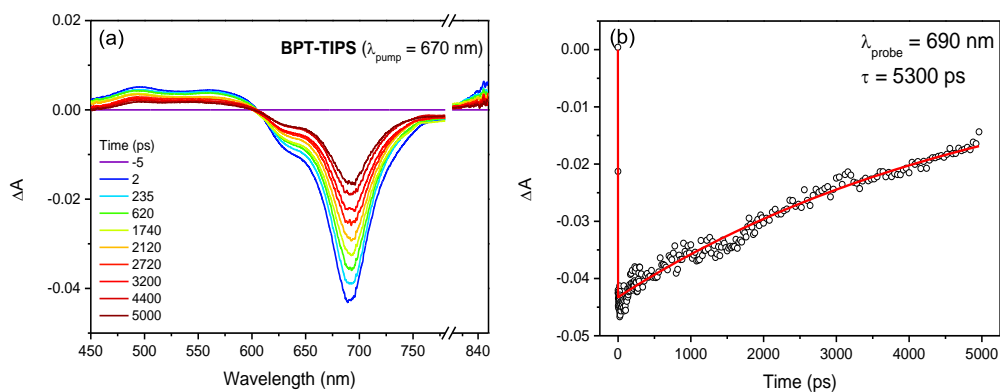 (a)
BPT-TIPS (λpump = 670 nm)
0.02
0.00
-0.02
-0.04
ΔA
Time (ps)
-5
2
235
620
1740
2120
2720
3200
4400
5000
450 500 550 600 650 700 750 840
Wavelength (nm)
(b)
λprobe = 690 nm
τ = 5300 ps
0.00
-0.01
-0.02
-0.03
-0.04
-0.05
ΔA
0 1000 2000 3000 4000 5000
Time (ps)